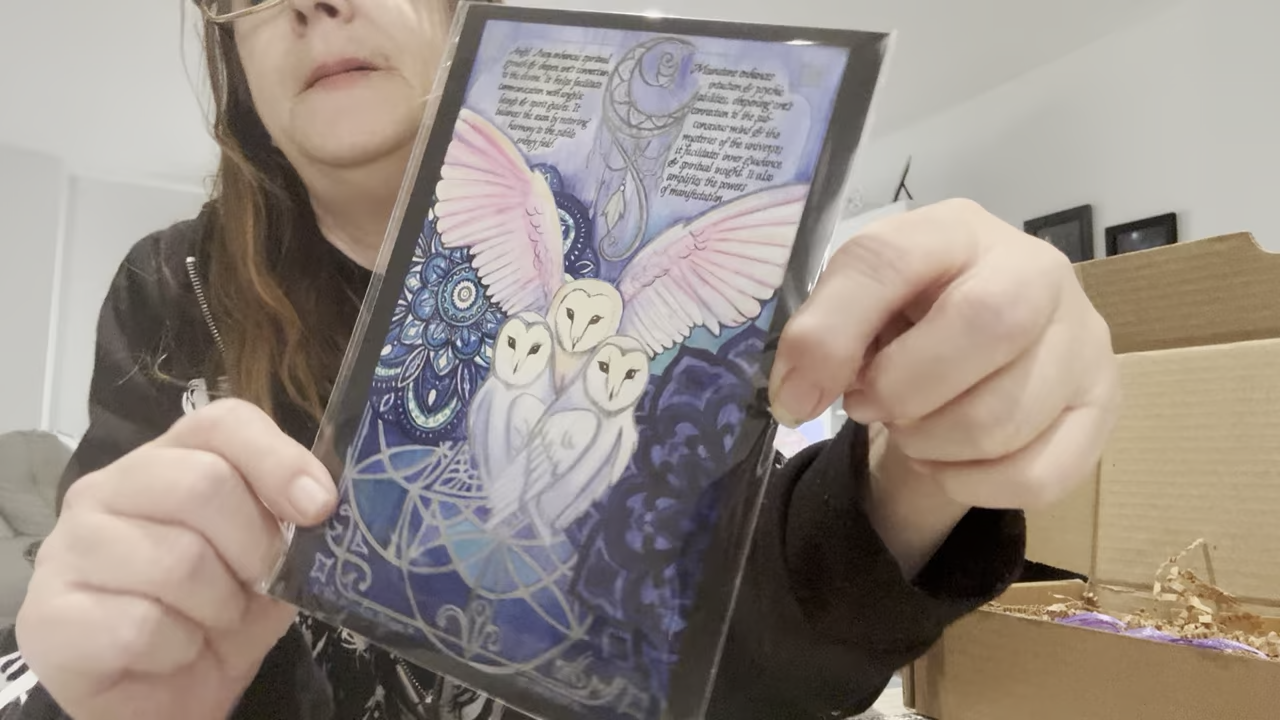 Angel Aura enhances spiritual
growth & deepens one's connection
to the divine. It helps facilitate
communication with angelic
beings & spirit guides. It
balances the aura by restoring
harmony to the subtle
energy field.
Moonstone enhances
intuition & psychic
abilities, deepening one's
connection to the sub-
conscious mind & the
mysteries of the universe.
It facilitates inner guidance
& spiritual insight. It also
amplifies the powers
of manifestation.